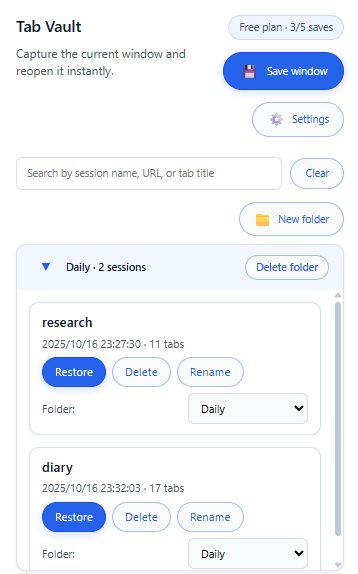 Tab Vault
Free plan · 3/5 saves
Capture the current window and
reopen it instantly.
Save window
Settings
Search by session name, URL, or tab title
Clear
New folder
Daily · 2 sessions
Delete folder
research
2025/10/16 23:27:30 · 11 tabs
Restore
Delete
Rename
Folder:
Daily
diary
2025/10/16 23:32:03 · 17 tabs
Restore
Delete
Rename
Folder:
Daily